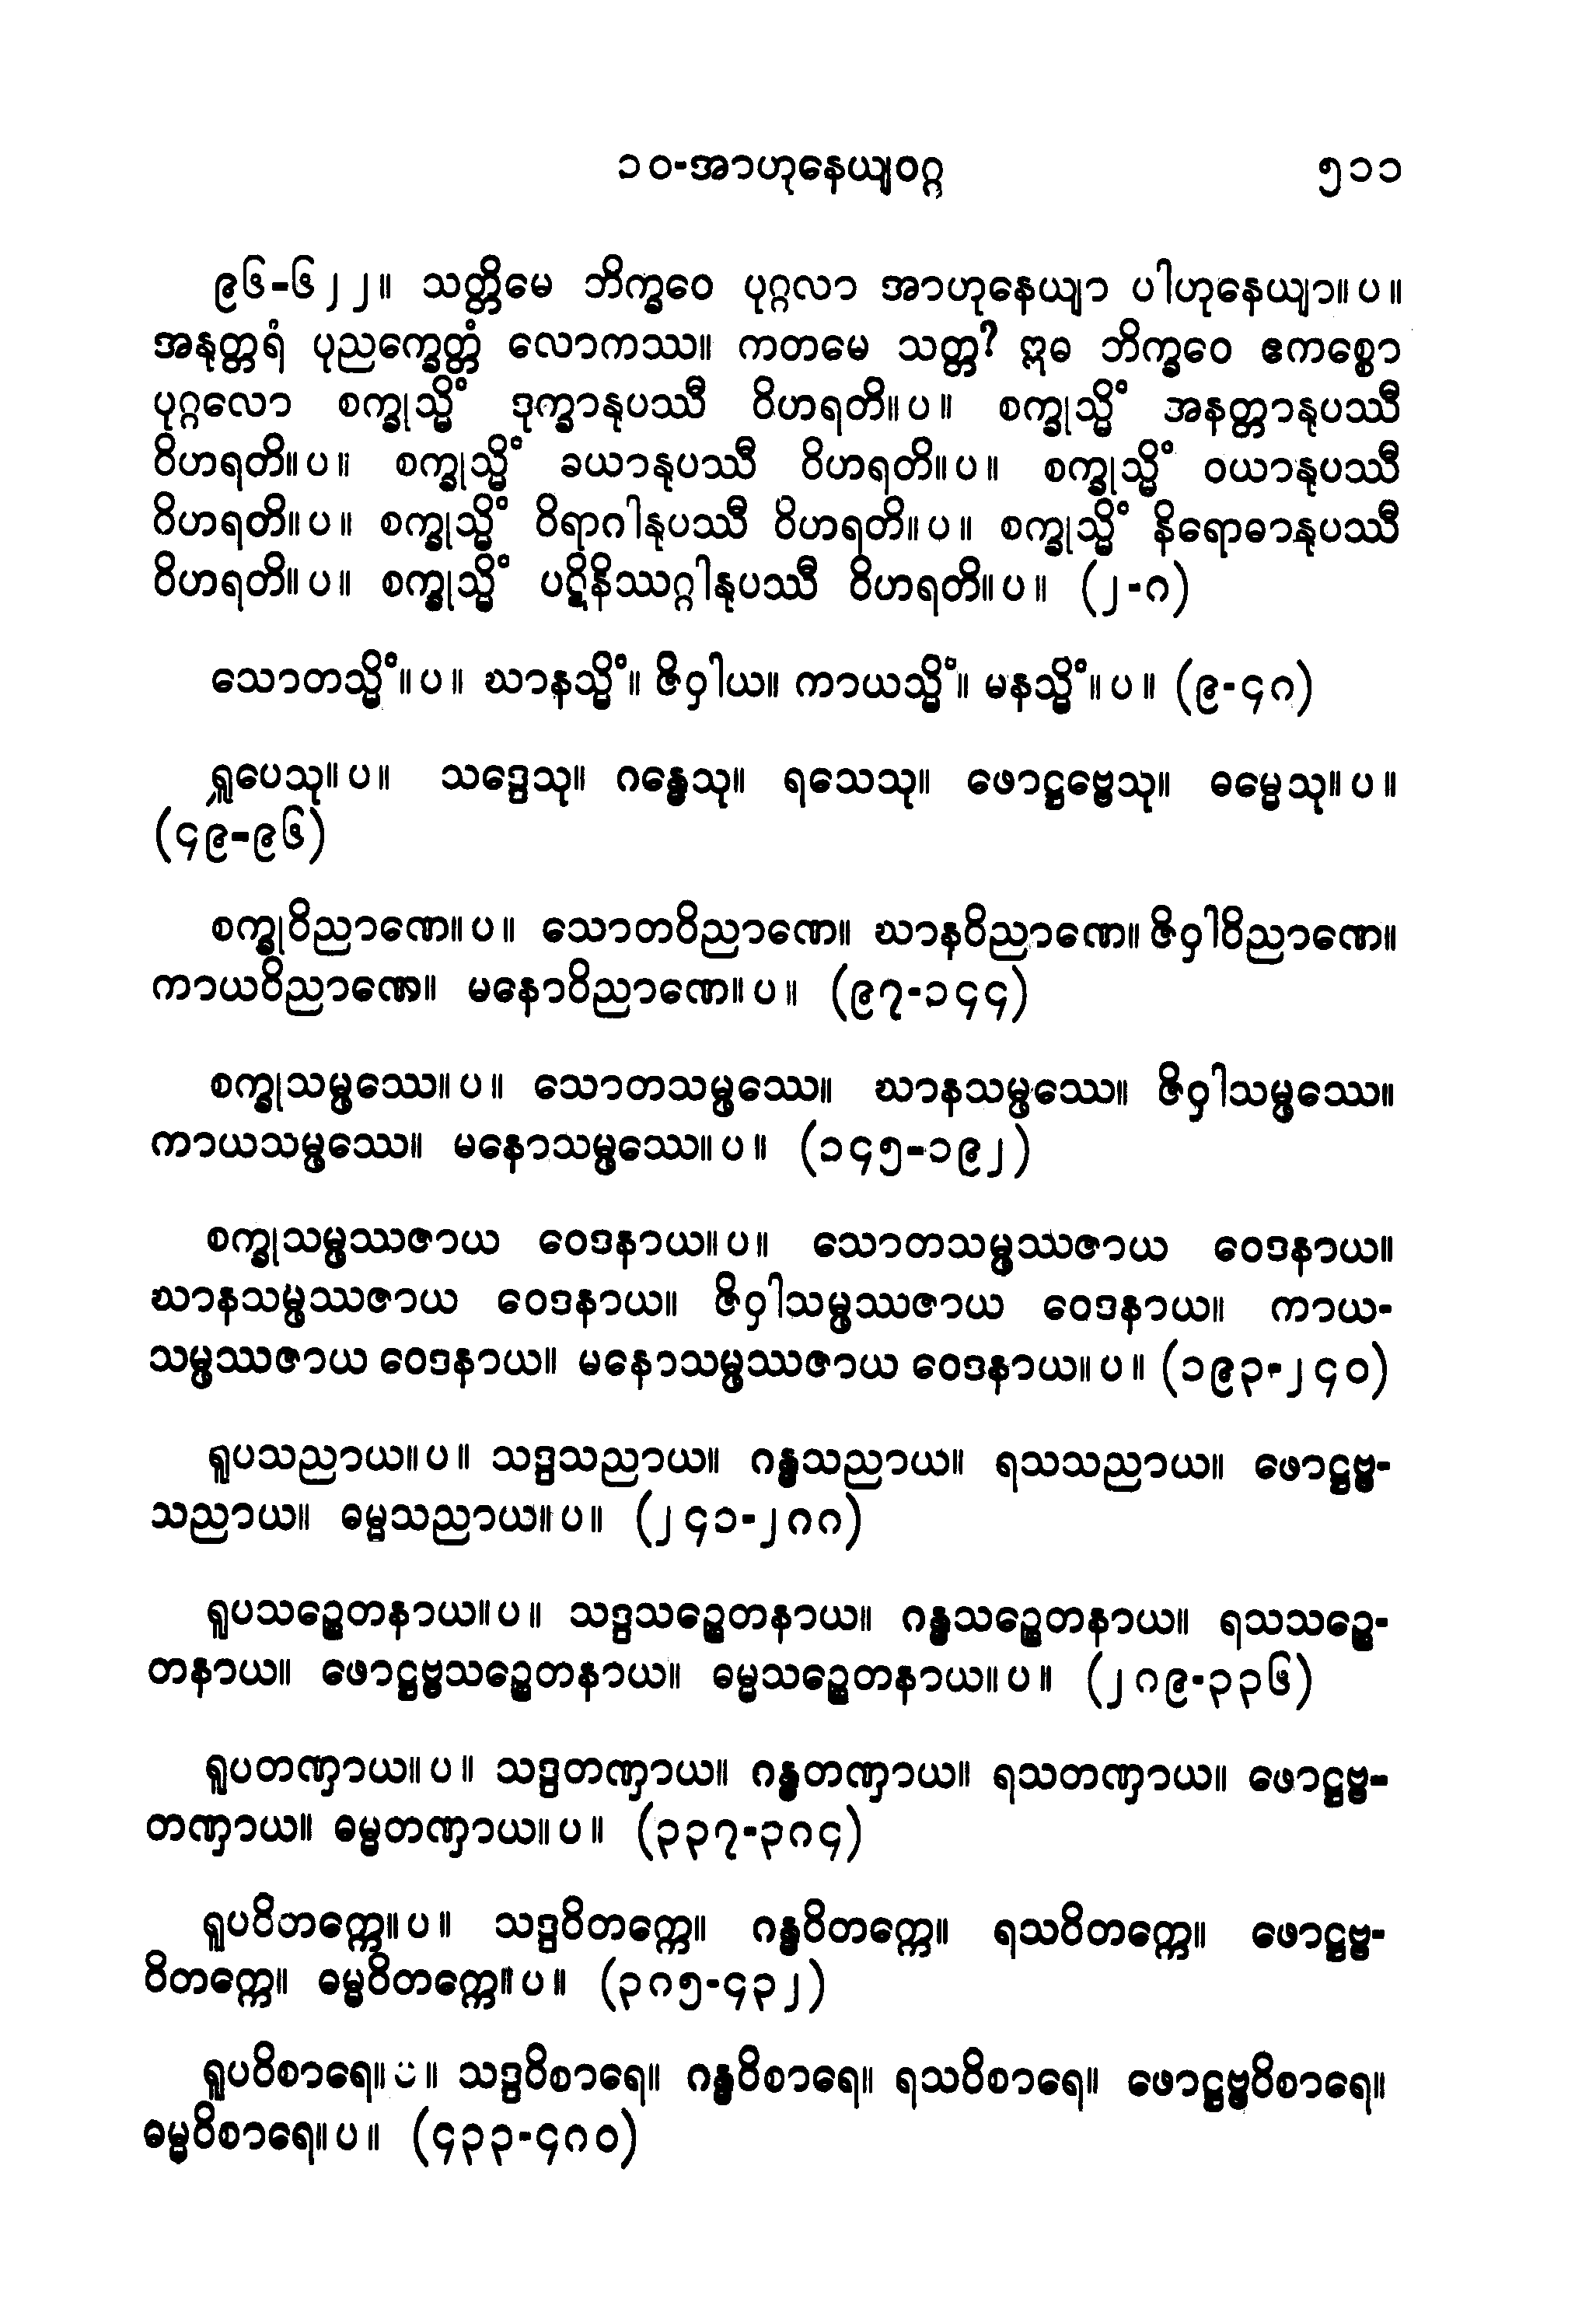 ၁၀-အာဟုနေယျဝဂ္ဂ ၅၁၁
၉၆-၆၂၂။ သတ္တိမေ ဘိက္ခဝေ ပုဂ္ဂလာ အာဟုနေယျာ ပါဟုနေယျာ။ပ။
အနုတ္တရံ ပုညက္ခေတ္တံ လောကဿ။ ကတမေ သတ္တ? ဣဓ ဘိက္ခဝေ ဧကစ္စော
ပုဂ္ဂလော စက္ခုသ္မိံ ဒုက္ခာနုပဿီ ဝိဟရတိ။ပ။ စက္ခုသ္မိံ အနတ္တာနုပဿီ
ဝိဟရတိ။ပ။ စက္ခုသ္မိံ ခယာနုပဿီ ဝိဟရတိ။ပ။ စက္ခုသ္မိံ ဝယာနုပဿီ
ဝိဟရတိ။ပ။ စက္ခုသ္မိံ ဝိရာဂါနုပဿီ ဝိဟရတိ။ပ။ စက္ခုသ္မိံ နိရောဓာနုပဿီ
ဝိဟရတိ။ပ။ စက္ခုသ္မိံ ပဋိနိဿဂ္ဂါနုပဿီ ဝိဟရတိ။ပ။ (၂-၈)
သောတသ္မိံ။ပ။ ဃာနသ္မိံ။ ဇိဝှါယ။ ကာယသ္မိံ။ မနသ္မိံ။ပ။ (၉-၄၈)
ရူပေသု။ပ။ သဒ္ဒေသု။ ဂန္ဓေသု။ ရသေသု။ ဖောဋ္ဌဗ္ဗေသု။ ဓမ္မေသု။ပ။
(၄၉-၉၆)
စက္ခုဝိညာဏေ။ပ။ သောတဝိညာဏေ။ ဃာနဝိညာဏေ။ ဇိဝှါဝိညာဏေ။
ကာယဝိညာဏေ။ မနောဝိညာဏေ။ပ။ (၉၇-၁၄၄)
စက္ခုသမ္ဖဿေ။ပ။ သောတသမ္ဖဿေ။ ဃာနသမ္ဖဿေ။ ဇိဝှါသမ္ဖဿေ။
ကာယသမ္ဖဿေ။ မနောသမ္ဖဿေ။ပ။ (၁၄၅-၁၉၂)
စက္ခုသမ္ဖဿဇာယ ဝေဒနာယ။ပ။ သောတသမ္ဖဿဇာယ ဝေဒနာယ။
ဃာနသမ္ဖဿဇာယ ဝေဒနာယ။ ဇိဝှါသမ္ဖဿဇာယ ဝေဒနာယ။ ကာယ-
သမ္ဖဿဇာယ ဝေဒနာယ။ မနောသမ္ဖဿဇာယ ဝေဒနာယ။ပ။ (၁၉၃-၂၄၀)
ရူပသညာယ။ပ။ သဒ္ဒသညာယ။ ဂန္ဓသညာယ။ ရသသညာယ။ ဖောဋ္ဌဗ္ဗ-
သညာယ။ ဓမ္မသညာယ။ပ။ (၂၄၁-၂၈၈)
ရူပသဉ္စေတနာယ။ပ။ သဒ္ဒသဉ္စေတနာယ။ ဂန္ဓသဉ္စေတနာယ။ ရသသဉ္စေ-
တနာယ။ ဖောဋ္ဌဗ္ဗသဉ္စေတနာယ။ ဓမ္မသဉ္စေတနာယ။ပ။ (၂၈၉-၃၃၆)
ရူပတဏှာယ။ပ။ သဒ္ဒတဏှာယ။ ဂန္ဓတဏှာယ။ ရသတဏှာယ။ ဖောဋ္ဌဗ္ဗ-
တဏှာယ။ ဓမ္မတဏှာယ။ပ။ (၃၃၇-၃၈၄)
ရူပဝိတက္ကေ။ပ။ သဒ္ဒဝိတက္ကေ။ ဂန္ဓဝိတက္ကေ။ ရသဝိတက္ကေ။ ဖောဋ္ဌဗ္ဗ-
ဝိတက္ကေ။ ဓမ္မဝိတက္ကေ။ပ။ (၃၈၅-၄၃၂)
ရူပဝိစာရေ။ပ။ သဒ္ဒဝိစာရေ။ ဂန္ဓဝိစာရေ။ ရသဝိစာရေ။ ဖောဋ္ဌဗ္ဗဝိစာရေ။
ဓမ္မဝိစာရေ။ပ။ (၄၃၃-၄၈၀)